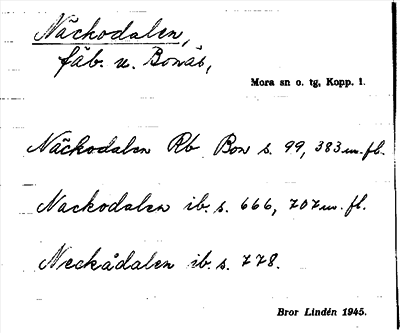 Näckodalen,
fäb. u. Bonäs,
Mora sn o. tg, Kopp. l.
Näckodalen Rb Bon s. 99, 383 m. fl.
Nackodalen ib. s. 666, 707 m. fl.
Neckådalen ib. s. 778.
Bror Lindén 1945.